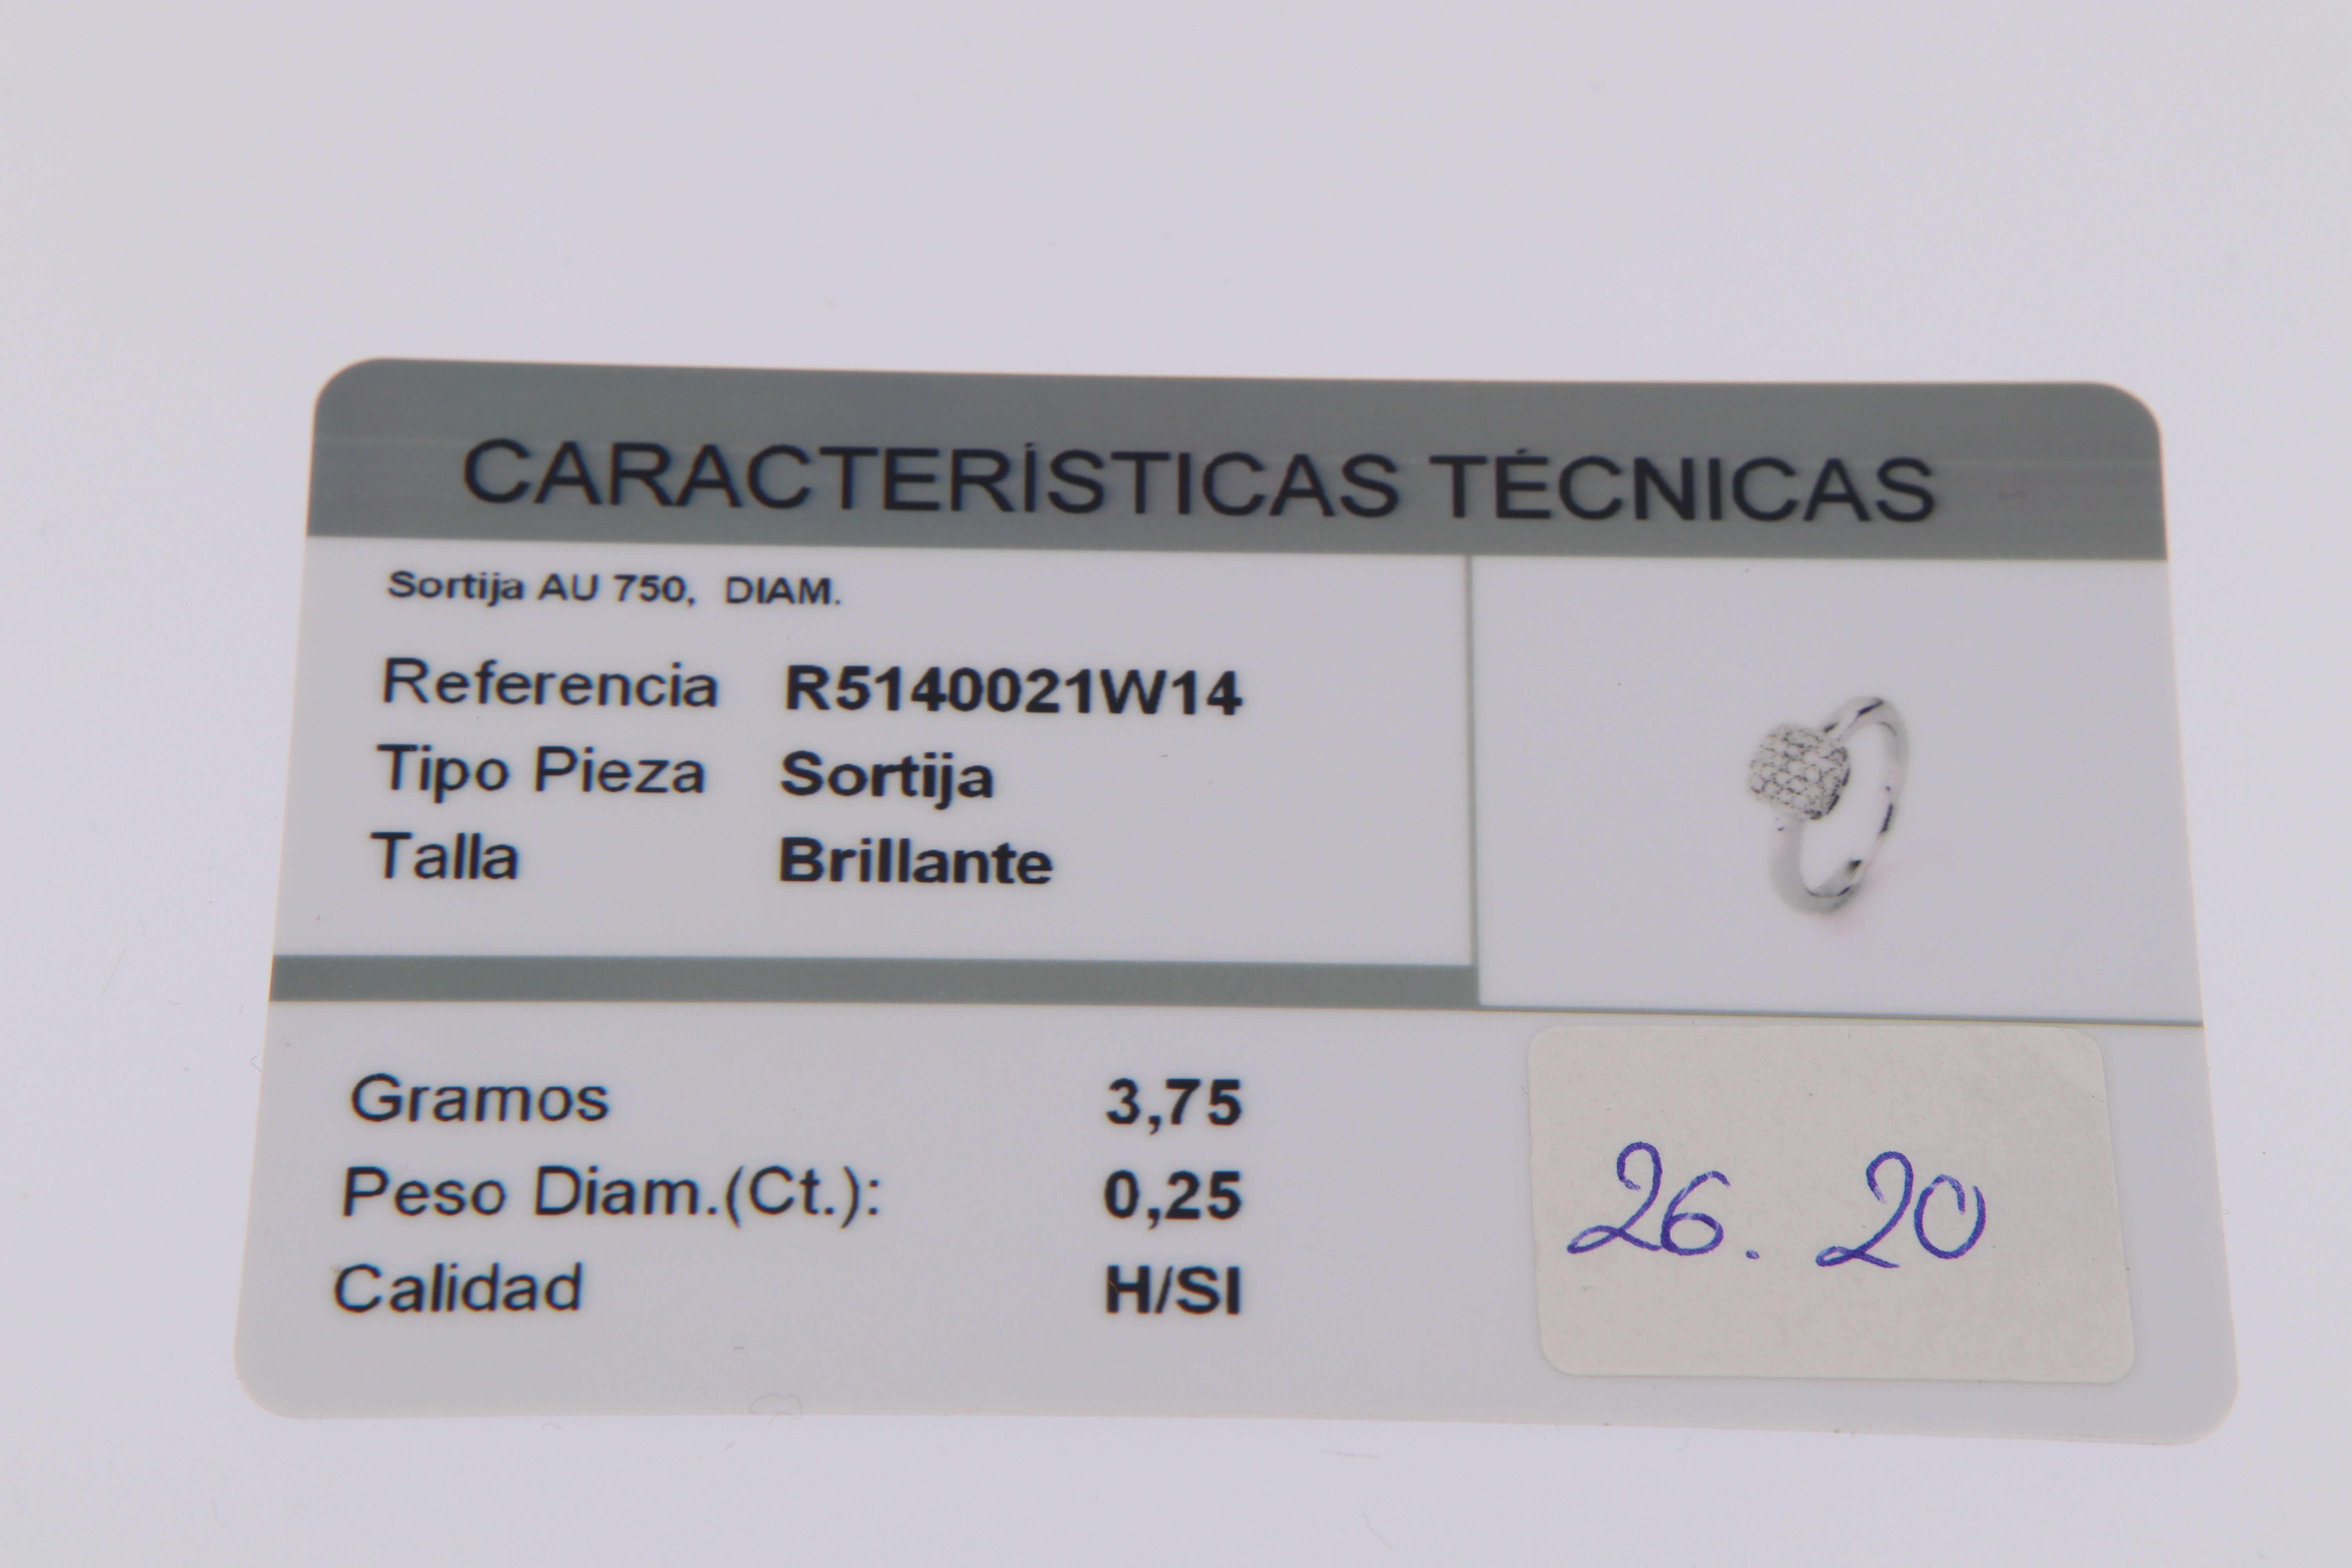 CARACTERÍSTICAS TÉCNICAS
Sortija AU 750, DIAM.
Referencia R5140021W14
Tipo Pieza Sortija
Talla Brillante
Gramos 3,75
Peso Diam.(Ct.): 0,25
Calidad H/SI
26. 20